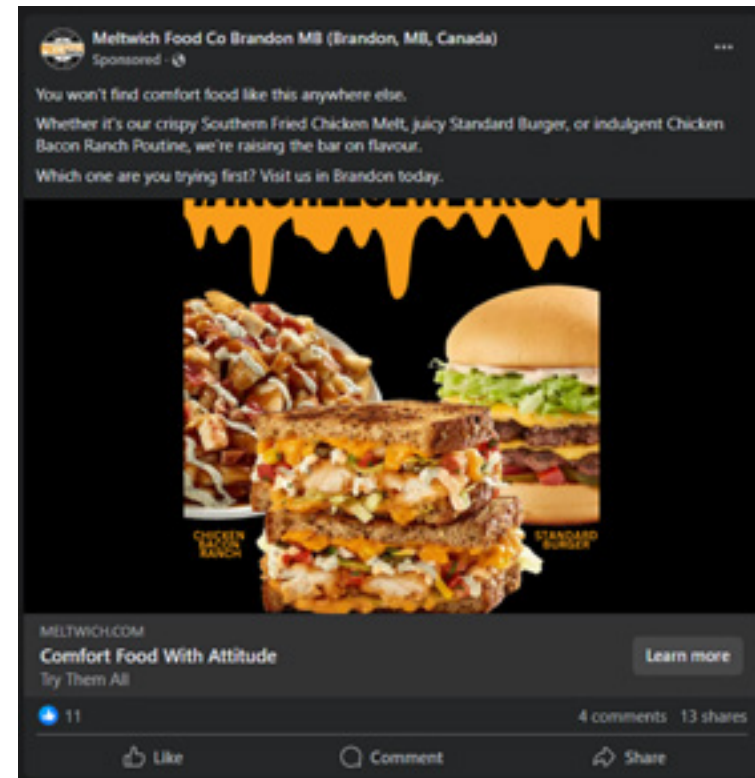 Meltwich Food Co Brandon MB (Brandon, MB, Canada)
Sponsored ·
You won't find comfort food like this anywhere else.
Whether it's our crispy Southern Fried Chicken Melt, juicy Standard Burger, or indulgent Chicken
Bacon Ranch Poutine, we're raising the bar on flavour.
Which one are you trying first? Visit us in Brandon today.
#INCHEESEWETRUST
CHICKEN
BACON
RANCH
STANDARD
BURGER
MELTWICH.COM
Comfort Food With Attitude
Learn more
Try Them All
11
4 comments 13 shares
Like
Comment
Share